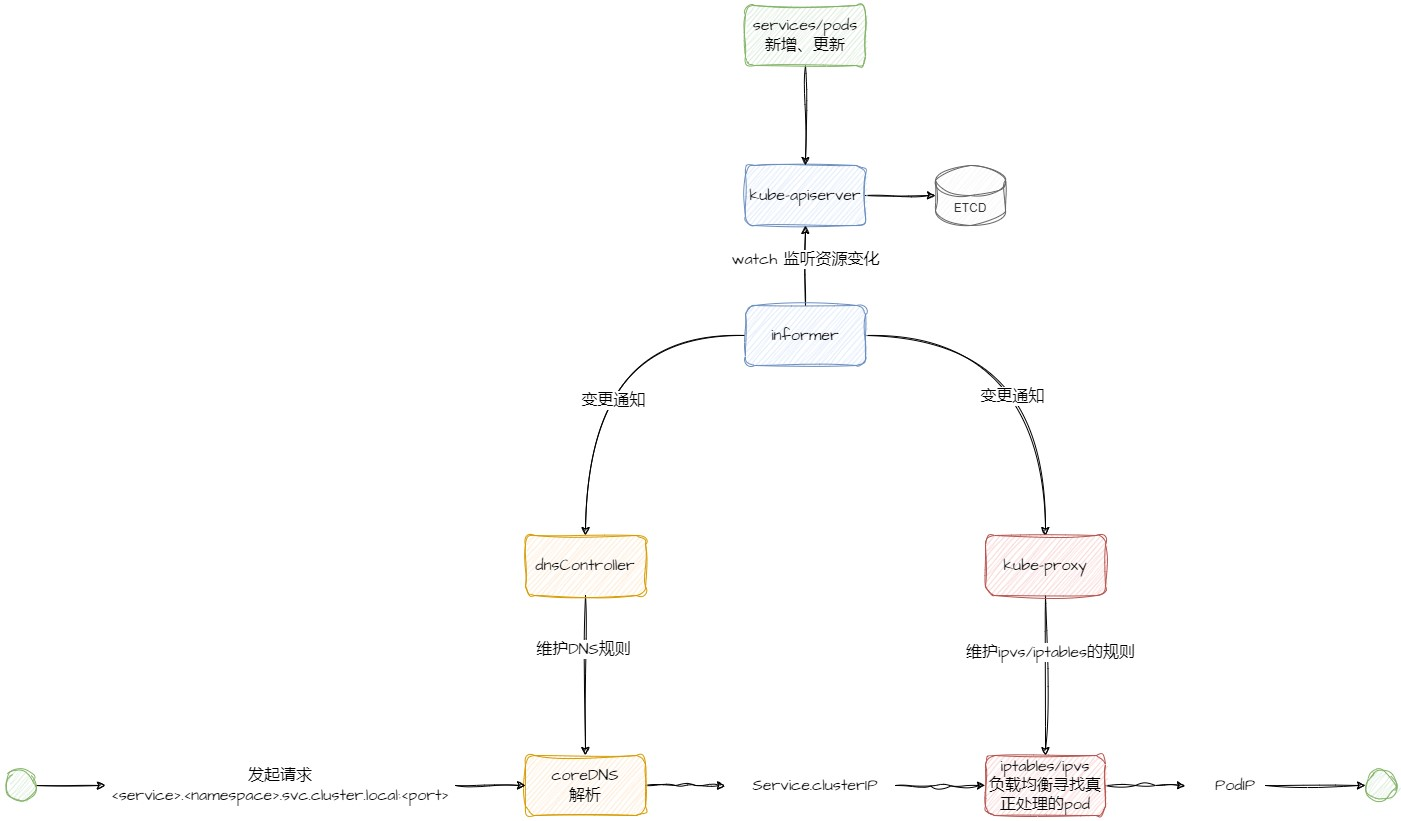 services/pods
新增、更新
kube-apiserver
ETCD
watch 监听资源变化
informer
变更通知
变更通知
dnsController
kube-proxy
维护DNS规则
维护ipvs/iptables的规则
发起请求
<service>.<namespace>.svc.cluster.local:<port>
coreDNS
解析
Service.clusterIP
iptables/ipvs
负载均衡寻找真
正处理的pod
PodIP